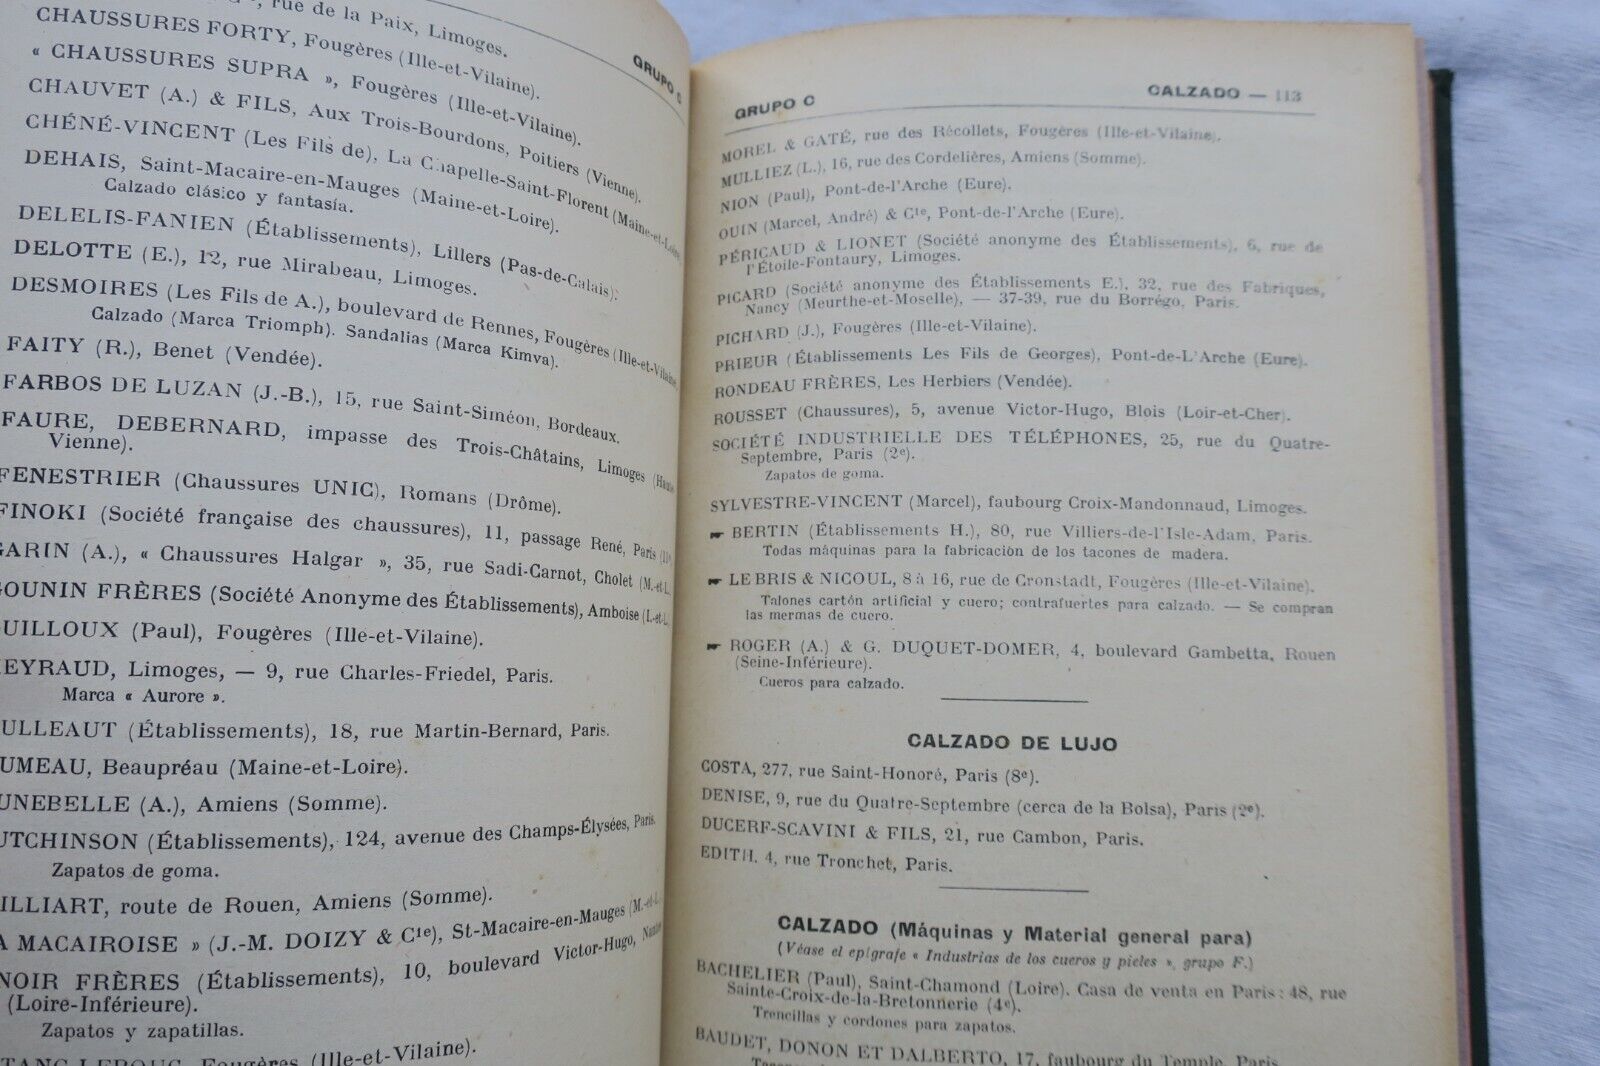 rue de la Paix, Limoges.
CHAUSSURES FORTY, Fougères (Ille-et-Vilaine).
« CHAUSSURES SUPRA », Fougères (Ille-et-Vilaine).
CHAUVET (A.) & FILS, Aux Trois-Bourdons, Poitiers (Vienne).
CHÉNÉ-VINCENT (Les Fils de), La Chapelle-Saint-Florent (Maine-et-Loire)
DEHAIS, Saint-Macaire-en-Mauges (Maine-et-Loire).
Calzado clásico y fantasía.
DELELIS-FANIEN (Établissements), Lillers (Pas-de-Calais).
DELOTTE (E.), 12, rue Mirabeau, Limoges.
DESMOIRES (Les Fils de A.), boulevard de Rennes, Fougères (Ille-et-Vilaine)
Calzado (Marca Triomph). Sandalias (Marca Kimva).
FAITY (R.), Benet (Vendée).
FARBOS DE LUZAN (J.-B.), 15, rue Saint-Siméon, Bordeaux.
FAURE, DEBERNARD, impasse des Trois-Châtains, Limoges (Haute-
Vienne).
FENESTRIER (Chaussures UNIC), Romans (Drôme).
FINOKI (Société française des chaussures), 11, passage René, Paris (11e
GARIN (A.), « Chaussures Halgar », 35, rue Sadi-Carnot, Cholet (M.-et-L.
GOUNIN FRÈRES (Société Anonyme des Établissements), Amboise (I.-et-L.
GUILLOUX (Paul), Fougères (Ille-et-Vilaine).
HEYRAUD, Limoges, — 9, rue Charles-Friedel, Paris.
Marca « Aurore ».
ULLEAUT (Établissements), 18, rue Martin-Bernard, Paris.
UMEAU, Beaupréau (Maine-et-Loire).
UNEBELLE (A.), Amiens (Somme).
HUTCHINSON (Établissements), 124, avenue des Champs-Élysées, Paris.
Zapatos de goma.
ILLIART, route de Rouen, Amiens (Somme).
A MACAIROISE » (J.-M. DOIZY & Cie), St-Macaire-en-Mauges (M.-et-L.
NOIR FRÈRES (Établissements), 10, boulevard Victor-Hugo, Nantes
(Loire-Inférieure).
Zapatos y zapatillas.
TANG-LEROUG, Fougères (Ille-et-Vilaine).
GRUPO C
GRUPO C CALZADO — 113
MOREL & GATÉ, rue des Récollets, Fougères (Ille-et-Vilaine).
MULLIEZ (L.), 16, rue des Cordelières, Amiens (Somme).
NION (Paul), Pont-de-l'Arche (Eure).
OUIN (Marcel, André) & Cie, Pont-de-l'Arche (Eure).
PÉRICAUD & LIONET (Société anonyme des Établissements), 6, rue de
l'Étoile-Fontaury, Limoges.
PICARD (Société anonyme des Établissements E.), 32, rue des Fabriques,
Nancy (Meurthe-et-Moselle), — 37-39, rue du Borrégo, Paris.
PICHARD (J.), Fougères (Ille-et-Vilaine).
PRIEUR (Établissements Les Fils de Georges), Pont-de-L'Arche (Eure).
RONDEAU FRÈRES, Les Herbiers (Vendée).
ROUSSET (Chaussures), 5, avenue Victor-Hugo, Blois (Loir-et-Cher).
SOCIÉTÉ INDUSTRIELLE DES TÉLÉPHONES, 25, rue du Quatre-
Septembre, Paris (2e).
Zapatos de goma.
SYLVESTRE-VINCENT (Marcel), faubourg Croix-Mandonnaud, Limoges.
☛ BERTIN (Établissements H.), 80, rue Villiers-de-l'Isle-Adam, Paris.
Todas máquinas para la fabricación de los tacones de madera.
☛ LE BRIS & NICOUL, 8 à 16, rue de Cronstadt, Fougères (Ille-et-Vilaine).
Talones cartón artificial y cuero; contrafuertes para calzado. — Se compran
las mermas de cuero.
☛ ROGER (A.) & G. DUQUET-DOMER, 4, boulevard Gambetta, Rouen
(Seine-Inférieure).
Cueros para calzado.
CALZADO DE LUJO
COSTA, 277, rue Saint-Honoré, Paris (8e).
DENISE, 9, rue du Quatre-Septembre (cerca de la Bolsa), Paris (2e).
DUCERF-SCAVINI & FILS, 21, rue Cambon, Paris.
EDITH, 4, rue Tronchet, Paris.
CALZADO (Máquinas y Material general para)
(Véase el epígrafe « Industrias de los cueros y pieles », grupo F.)
BACHELIER (Paul), Saint-Chamond (Loire). Casa de venta en Paris : 48, rue
Sainte-Croix-de-la-Bretonnerie (4e).
Trencillas y cordones para zapatos.
BAUDET, DONON ET DALBERTO, 17, faubourg du Temple, Paris